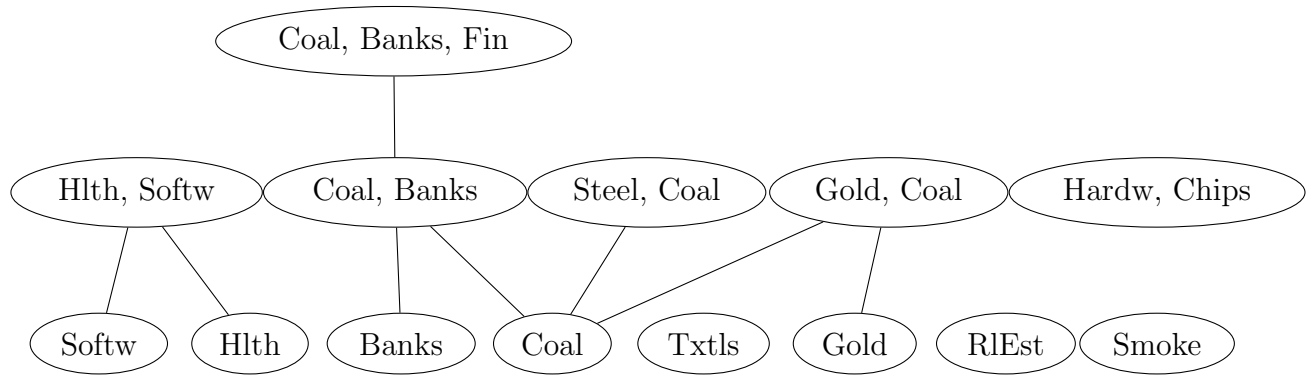 Coal, Banks, Fin
Hlth, Softw
Coal, Banks
Steel, Coal
Gold, Coal
Hardw, Chips
Softw
Hlth
Banks
Coal
Txtls
Gold
RlEst
Smoke